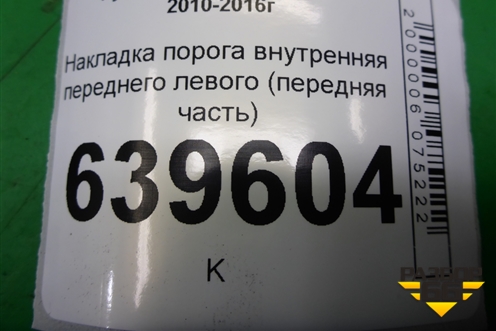 2010-2016г
Накладка порога внутренняя
переднего левого (передняя
часть)
639604
К
2000006075222